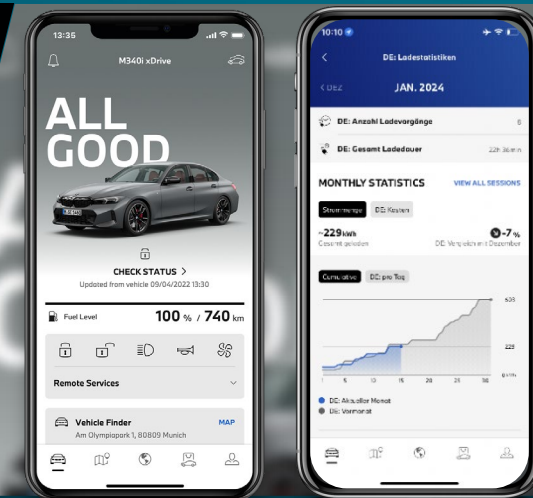 13:35
M340i xDrive
ALL
GOOD
CHECK STATUS >
Updated from vehicle 09/04/2022 13:30
Fuel Level 100 % / 740 km
Remote Services
Vehicle Finder MAP
Am Olympiapark 1, 80809 Munich
10:10
DE: Ladestatistiken
< DEZ JAN. 2024
DE: Anzahl Ladevorgänge 6
DE: Gesamt Ladedauer 22h 36 min
MONTHLY STATISTICS VIEW ALL SESSIONS
Strommenge DE: Kosten
~229 kWh -7 %
Gesamt geladen DE: Vergleich mit Dezember
Cumulative DE: pro Tag
229
1 5 10 15 20 25 30
DE: Aktueller Monat
DE: Vormonat